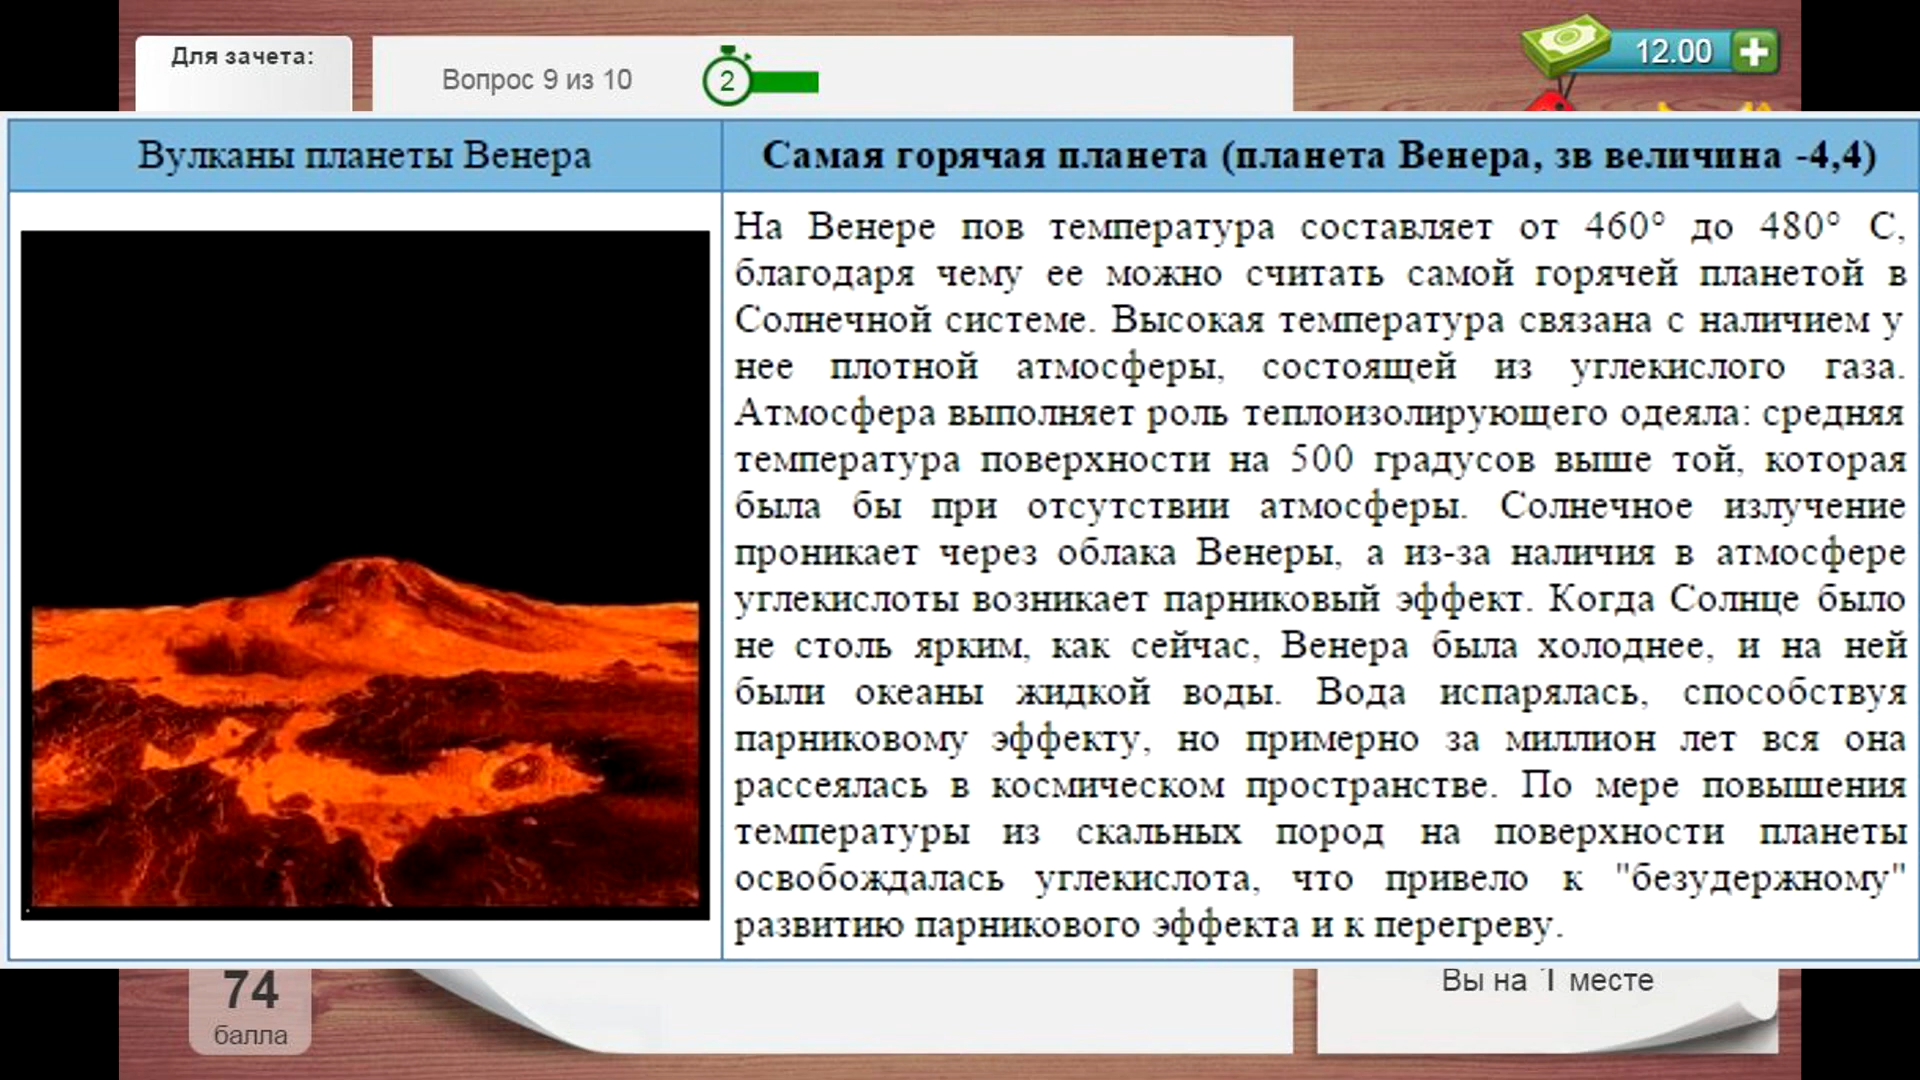 Для зачета:
Вопрос 9 из 10
2
12.00
Вулканы планеты Венера
Самая горячая планета (планета Венера, зв величина -4,4)
На Венере пов температура составляет от 460° до 480° С,
благодаря чему ее можно считать самой горячей планетой в
Солнечной системе. Высокая температура связана с наличием у
нее плотной атмосферы, состоящей из углекислого газа.
Атмосфера выполняет роль теплоизолирующего одеяла: средняя
температура поверхности на 500 градусов выше той, которая
была бы при отсутствии атмосферы. Солнечное излучение
проникает через облака Венеры, а из-за наличия в атмосфере
углекислоты возникает парниковый эффект. Когда Солнце было
не столь ярким, как сейчас, Венера была холоднее, и на ней
были океаны жидкой воды. Вода испарялась, способствуя
парниковому эффекту, но примерно за миллион лет вся она
рассеялась в космическом пространстве. По мере повышения
температуры из скальных пород на поверхности планеты
освобождалась углекислота, что привело к "безудержному"
развитию парникового эффекта и к перегреву.
74
балла
Вы на 1 месте